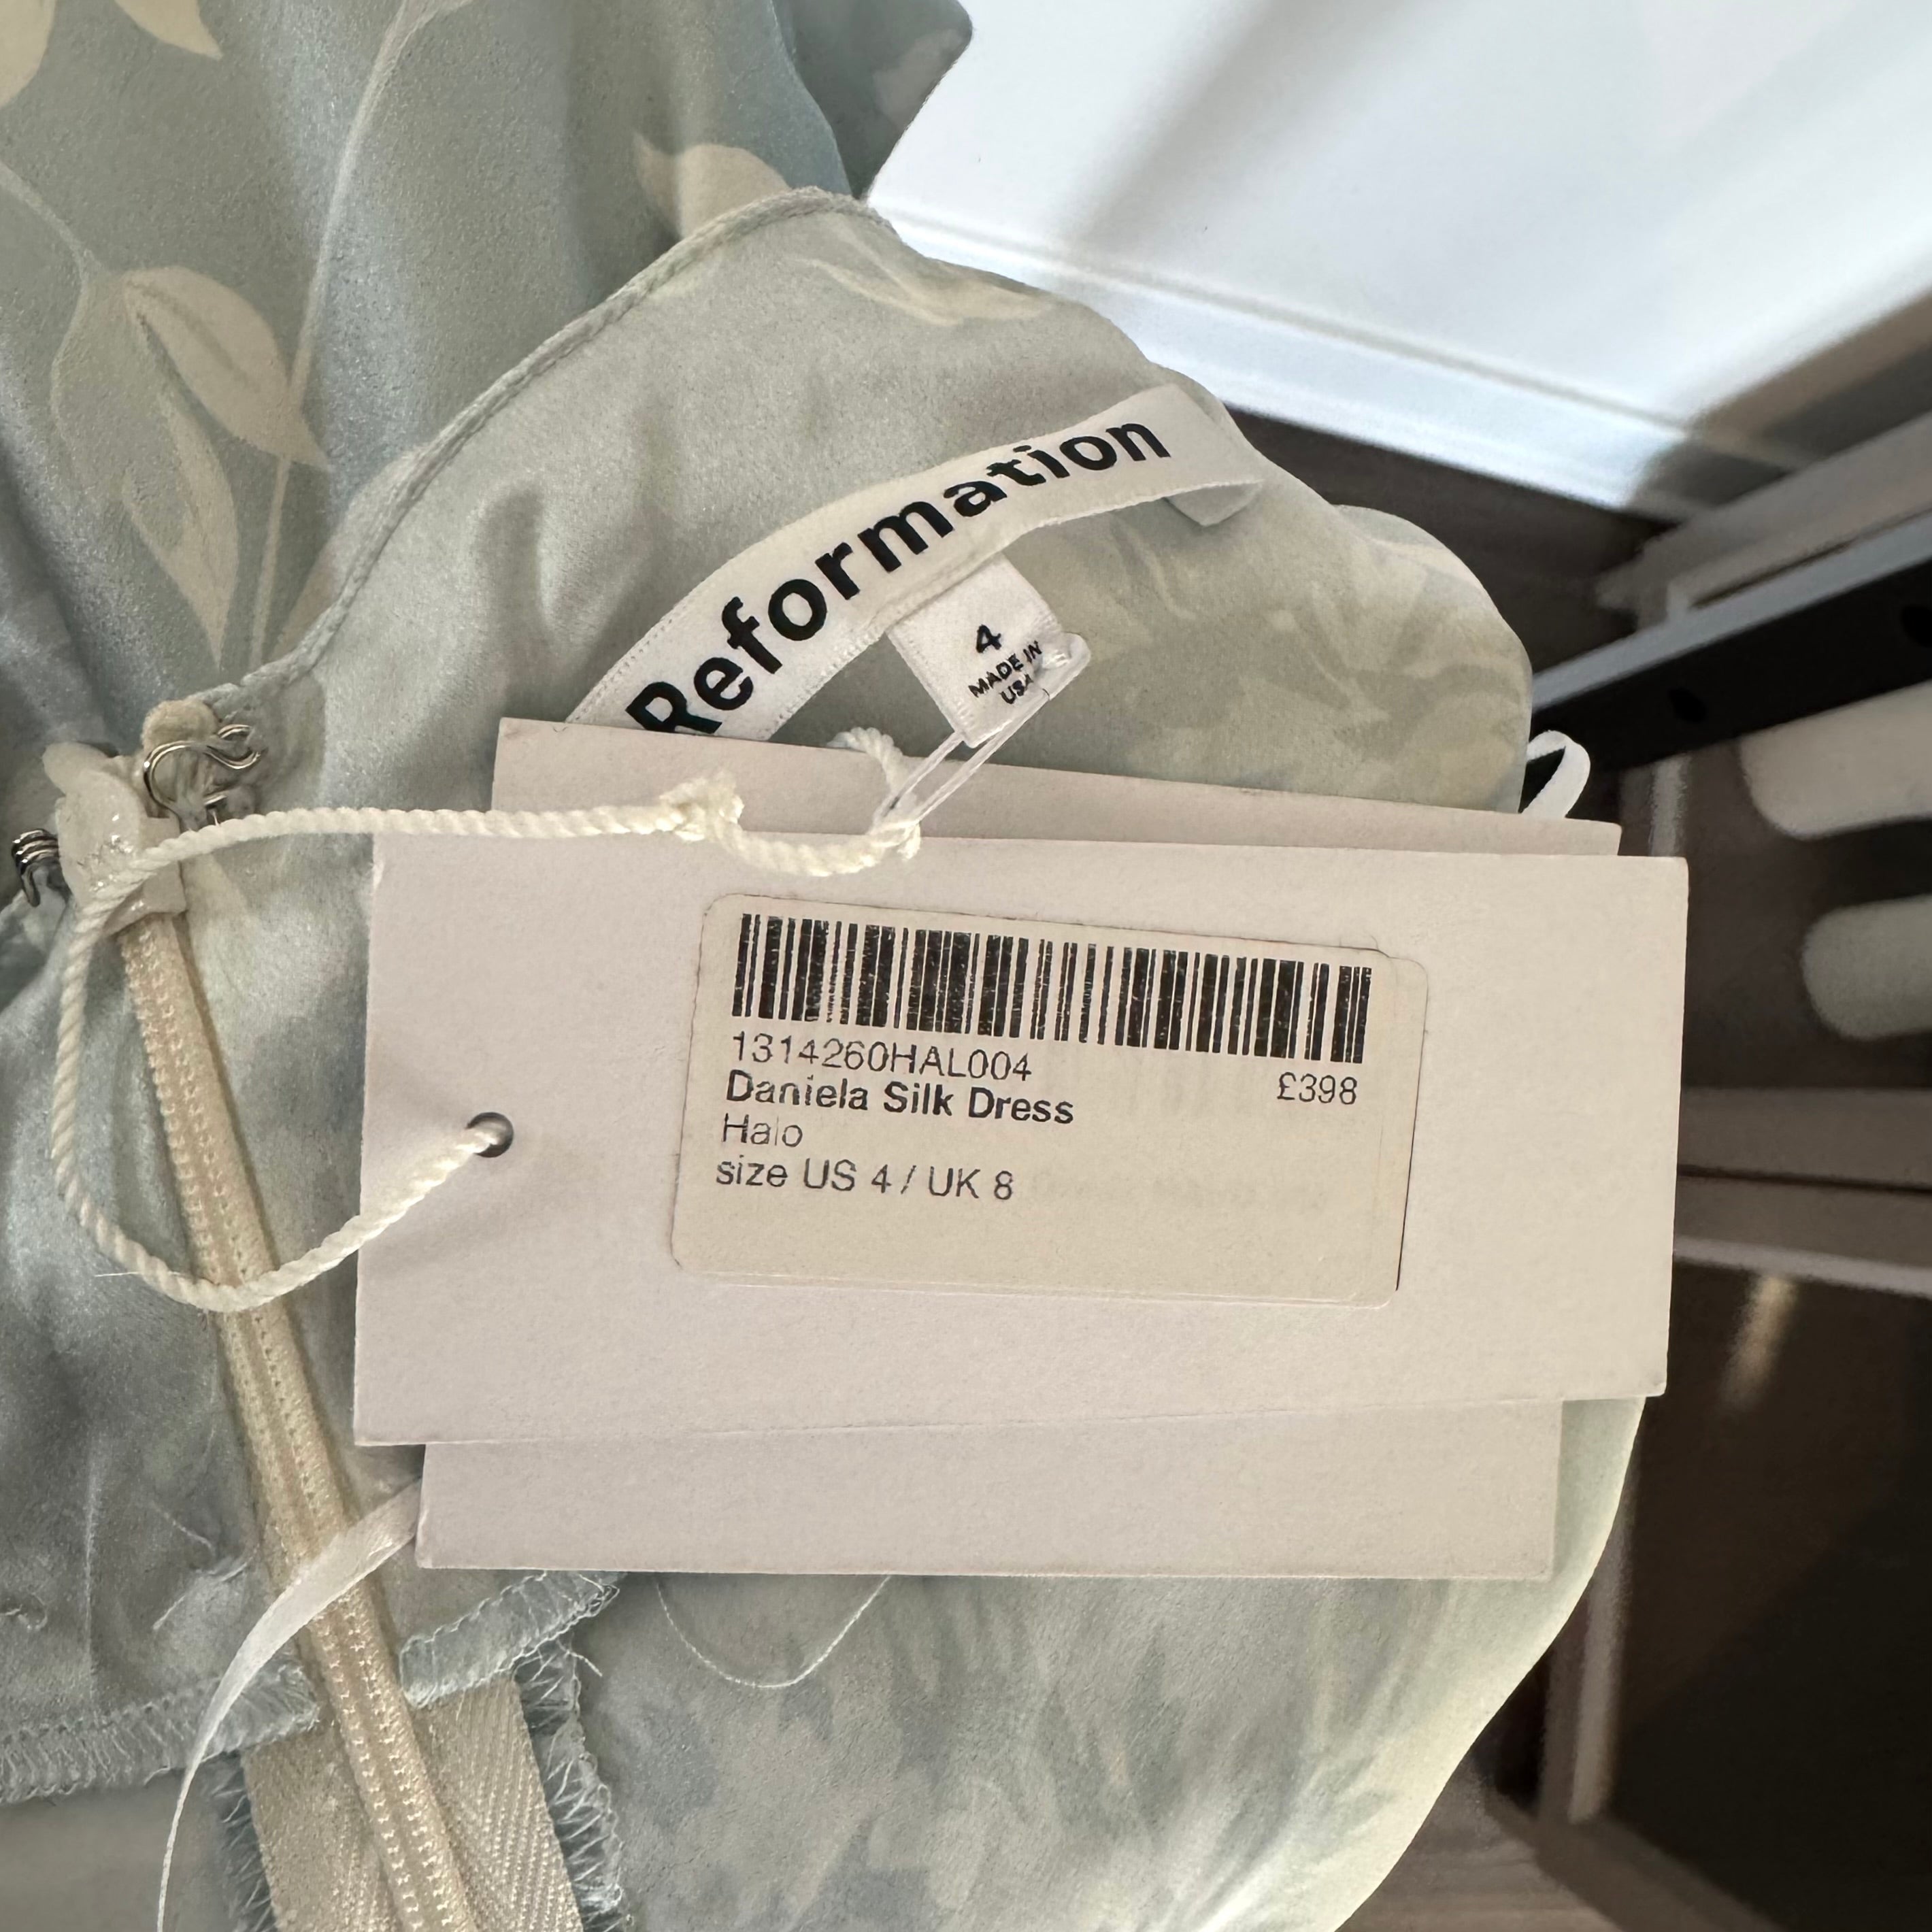 Reformation
4
MADE IN
USA
1314260HAL004
£398
Daniela Silk Dress
Halo
size US 4 / UK 8